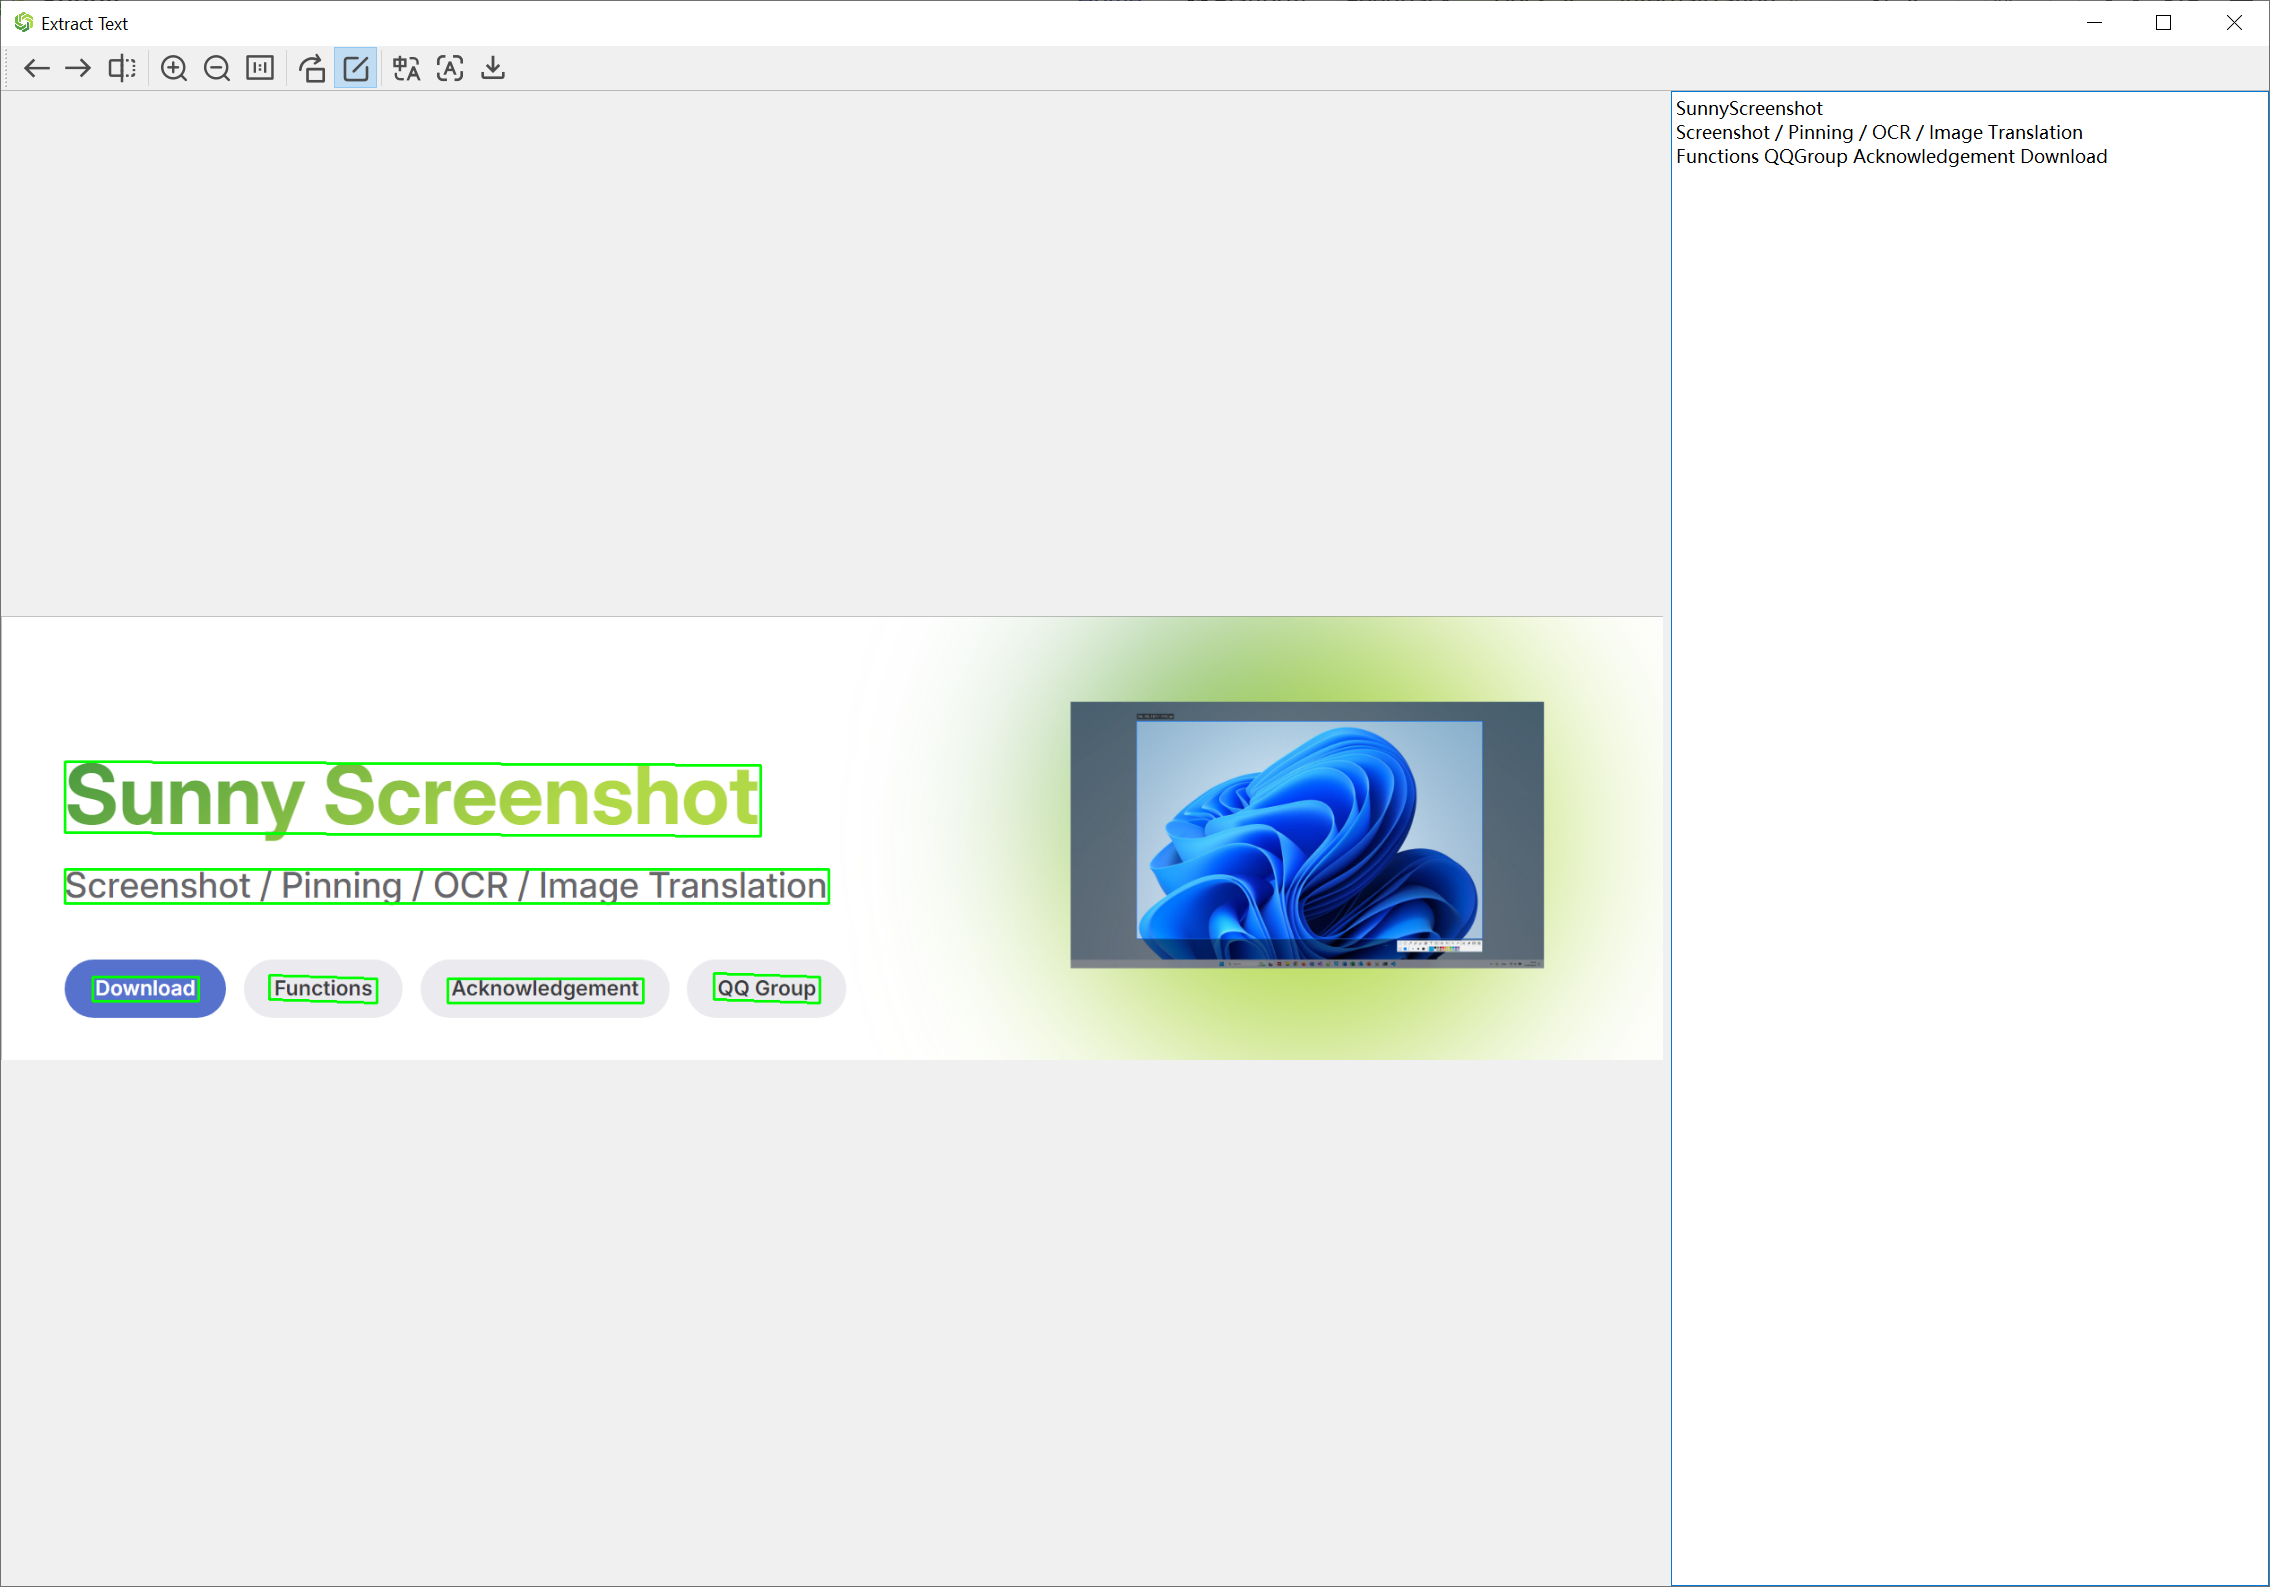 Extract Text
SunnyScreenshot
Screenshot / Pinning / OCR / Image Translation
Functions QQGroup Acknowledgement Download
Sunny Screenshot
Screenshot / Pinning / OCR / Image Translation
Download Functions Acknowledgement QQ Group